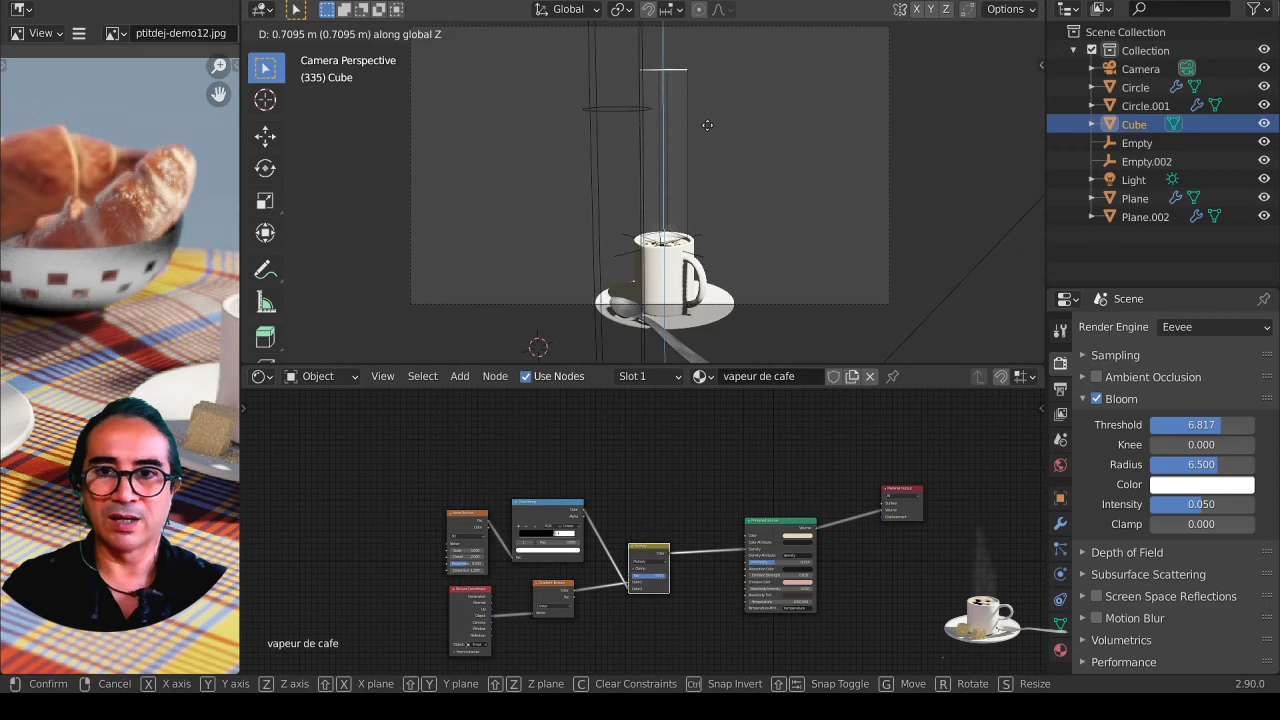 View
ptitdej-demo12.jpg
Global
X Y Z
Options
D: 0.7095 m (0.7095 m) along global Z
Camera Perspective
(335) Cube
Scene Collection
Collection
Camera
Circle
Circle.001
Cube
Empty
Empty.002
Light
Plane
Plane.002
Scene
Render Engine
Eevee
Sampling
Ambient Occlusion
Bloom
Threshold
6.817
Knee
0.000
Radius
6.500
Color
Intensity
0.050
Clamp
0.000
Depth of Field
Subsurface Scattering
Screen Space Reflections
Motion Blur
Volumetrics
Performance
Object
View
Select
Add
Node
Use Nodes
Slot 1
vapeur de cafe
vapeur de cafe
Confirm
Cancel
X X axis
Y Y axis
Z Z axis
X X plane
Y Y plane
Z Z plane
C Clear Constraints
Ctrl Snap Invert
Snap Toggle
G Move
R Rotate
S Resize
2.90.0